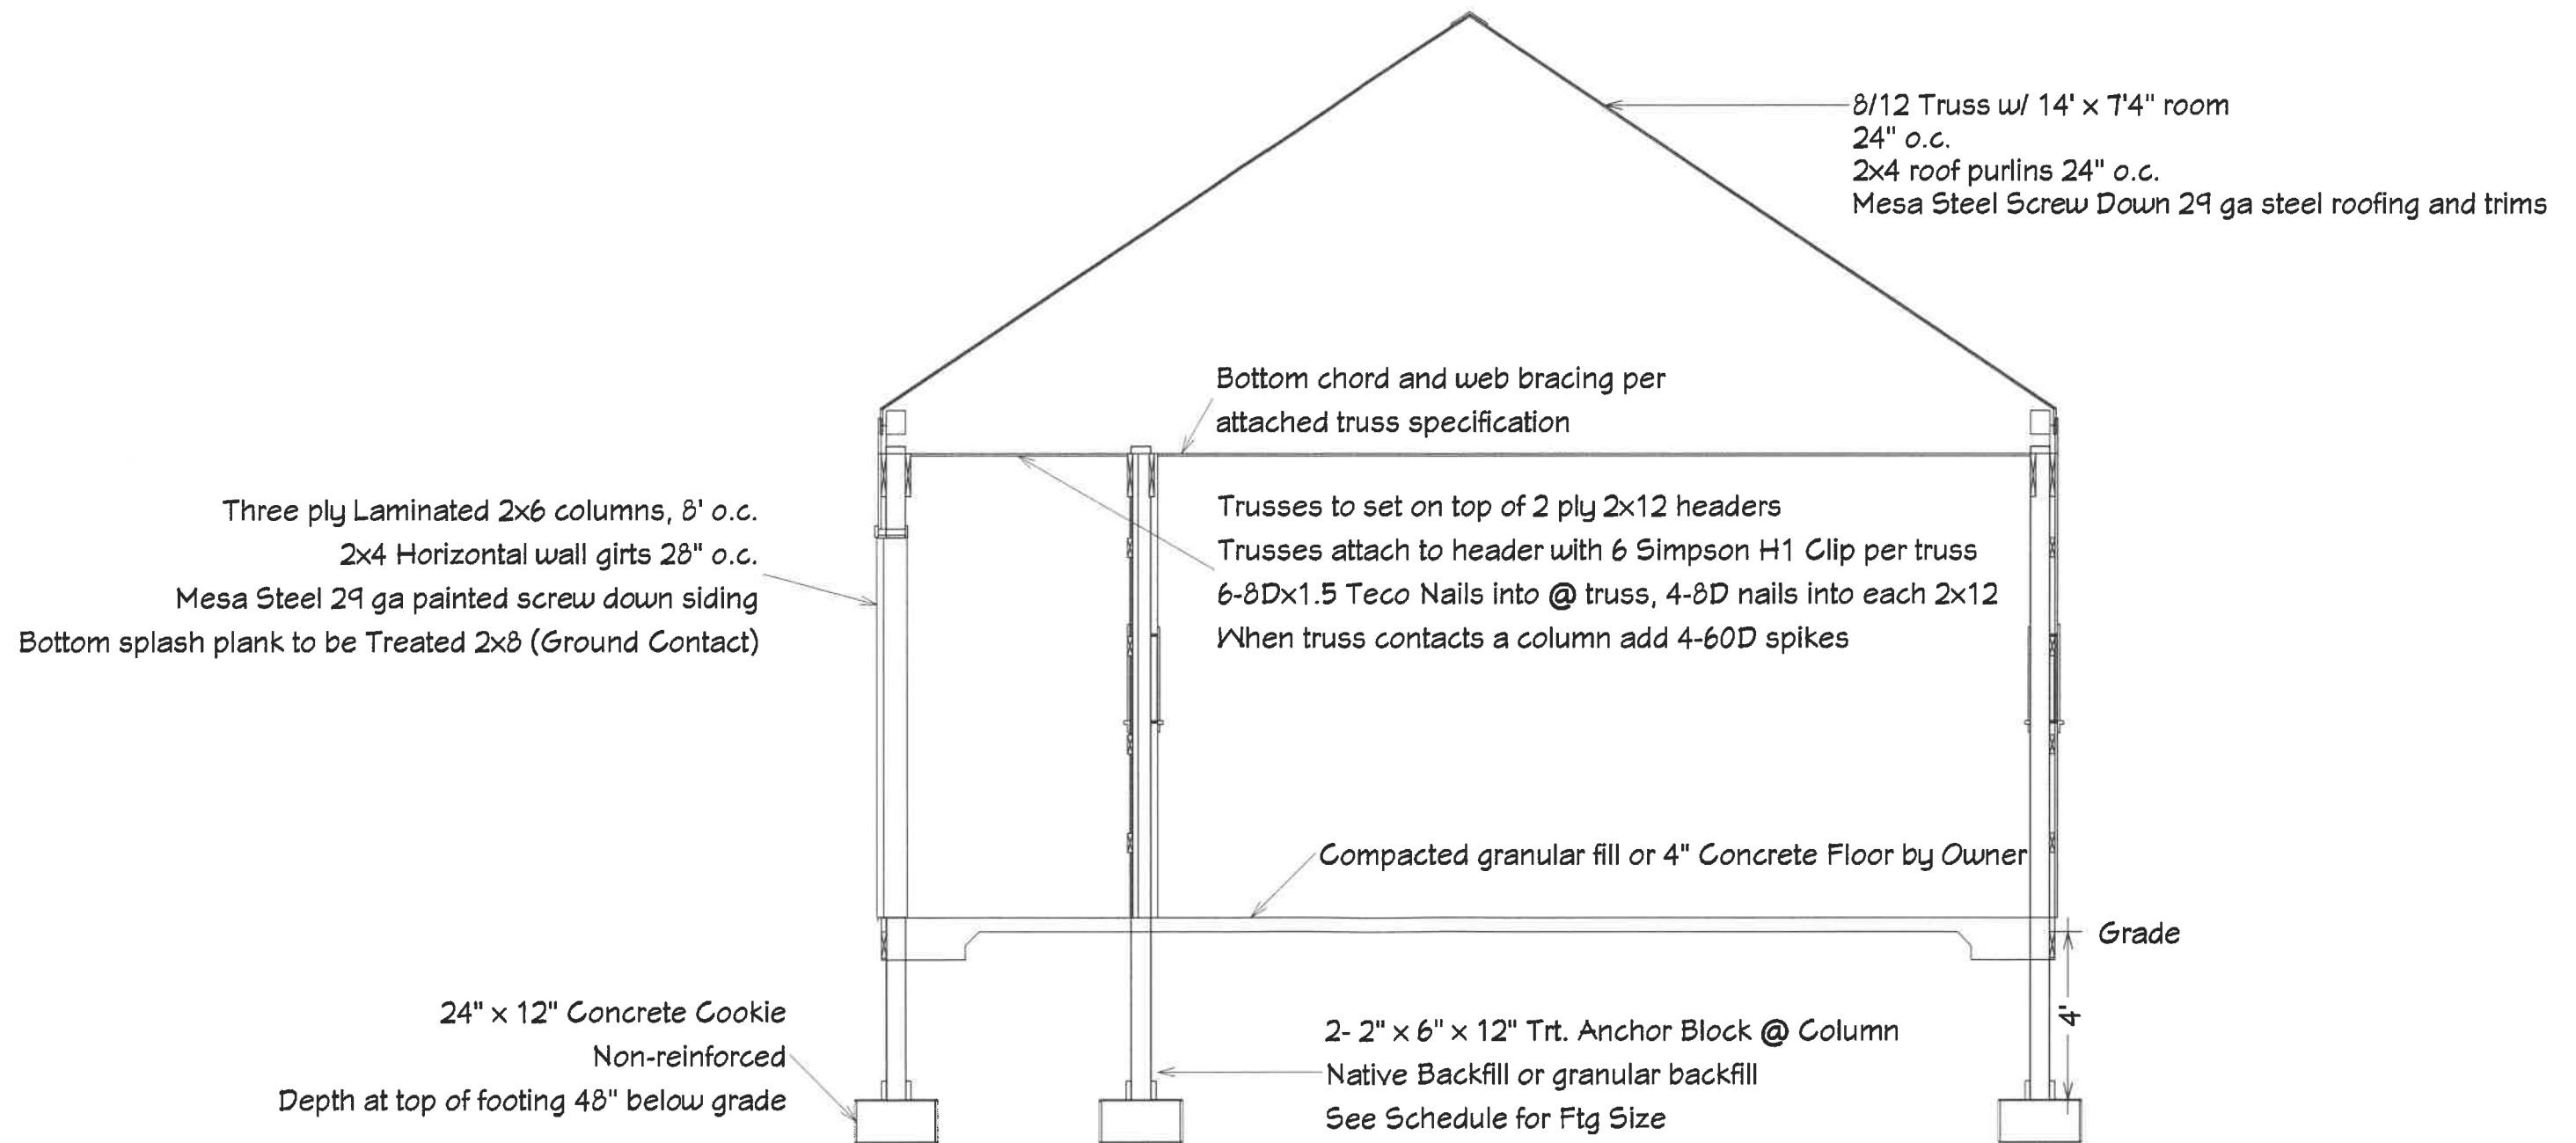 8/12 Truss w/ 14' x 7'4" room
24" o.c.
2x4 roof purlins 24" o.c.
Mesa Steel Screw Down 29 ga steel roofing and trims
Bottom chord and web bracing per
attached truss specification
Three ply Laminated 2x6 columns, 8' o.c.
2x4 Horizontal wall girts 28" o.c.
Mesa Steel 29 ga painted screw down siding
Bottom splash plank to be Treated 2x8 (Ground Contact)
Trusses to set on top of 2 ply 2x12 headers
Trusses attach to header with 6 Simpson H1 Clip per truss
6-8Dx1.5 Teco Nails into @ truss, 4-8D nails into each 2x12
When truss contacts a column add 4-60D spikes
Compacted granular fill or 4" Concrete Floor by Owner
Grade
4'
24" x 12" Concrete Cookie
Non-reinforced
Depth at top of footing 48" below grade
2- 2" x 6" x 12" Trt. Anchor Block @ Column
Native Backfill or granular backfill
See Schedule for Ftg Size